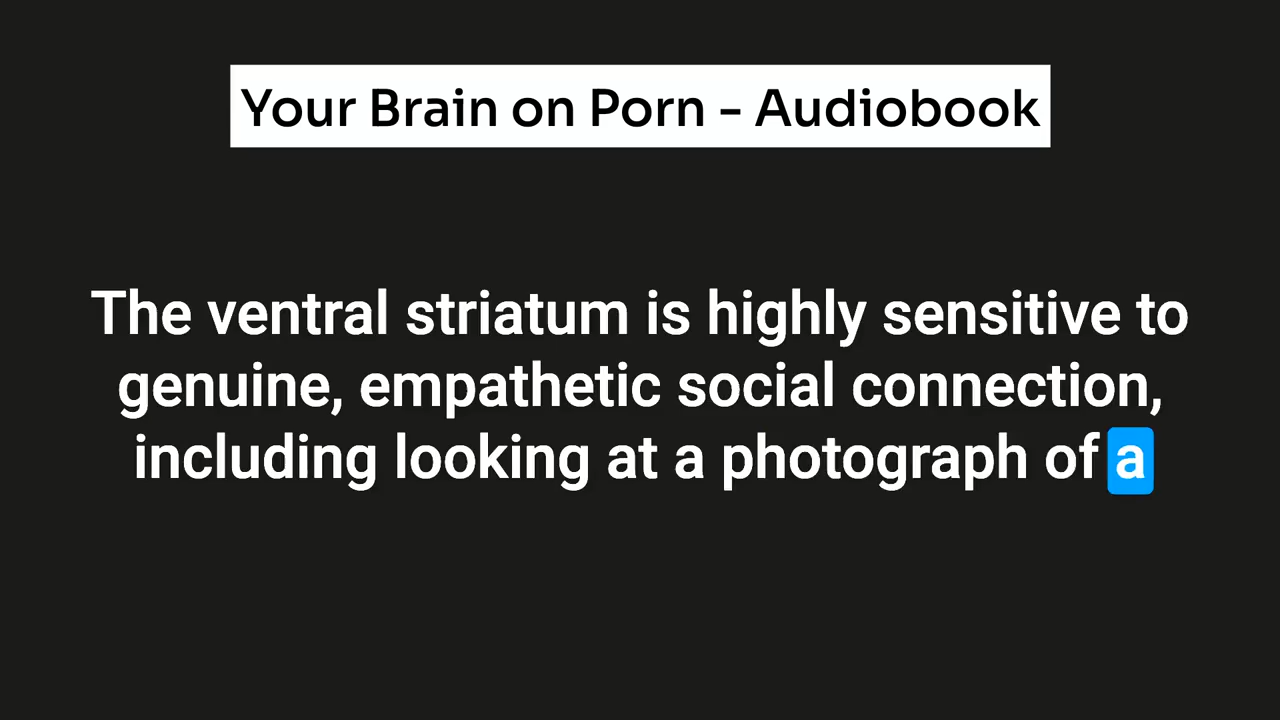 Your Brain on Porn - Audiobook
The ventral striatum is highly sensitive to
genuine, empathetic social connection,
including looking at a photograph of a